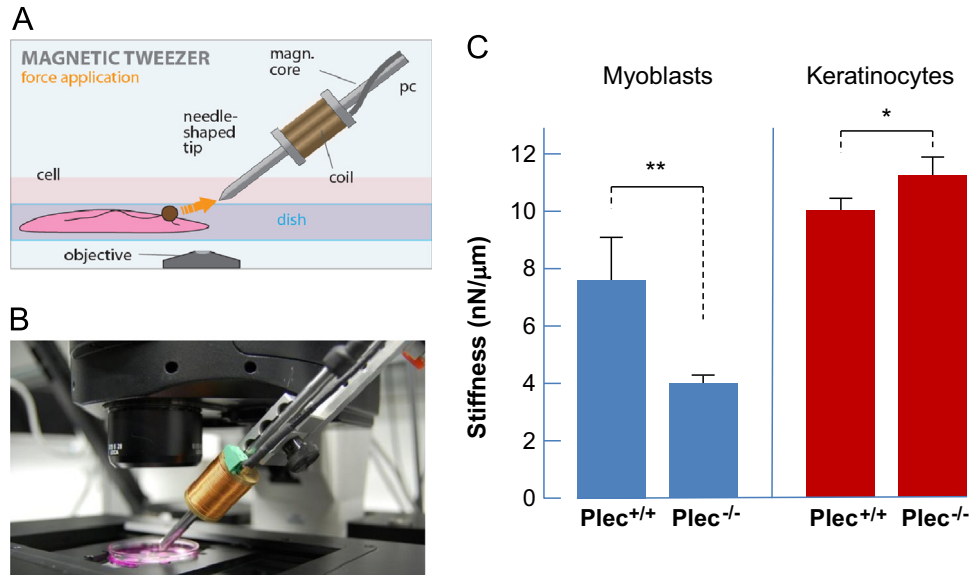 A
MAGNETIC TWEEZER
force application
magn.
core
pc
needle-
shaped
tip
coil
cell
dish
objective
B
C
Myoblasts
Keratinocytes
Stiffness (nN/µm)
12
10
8
6
4
2
0
**
*
Plec+/+
Plec-/-
Plec+/+
Plec-/-